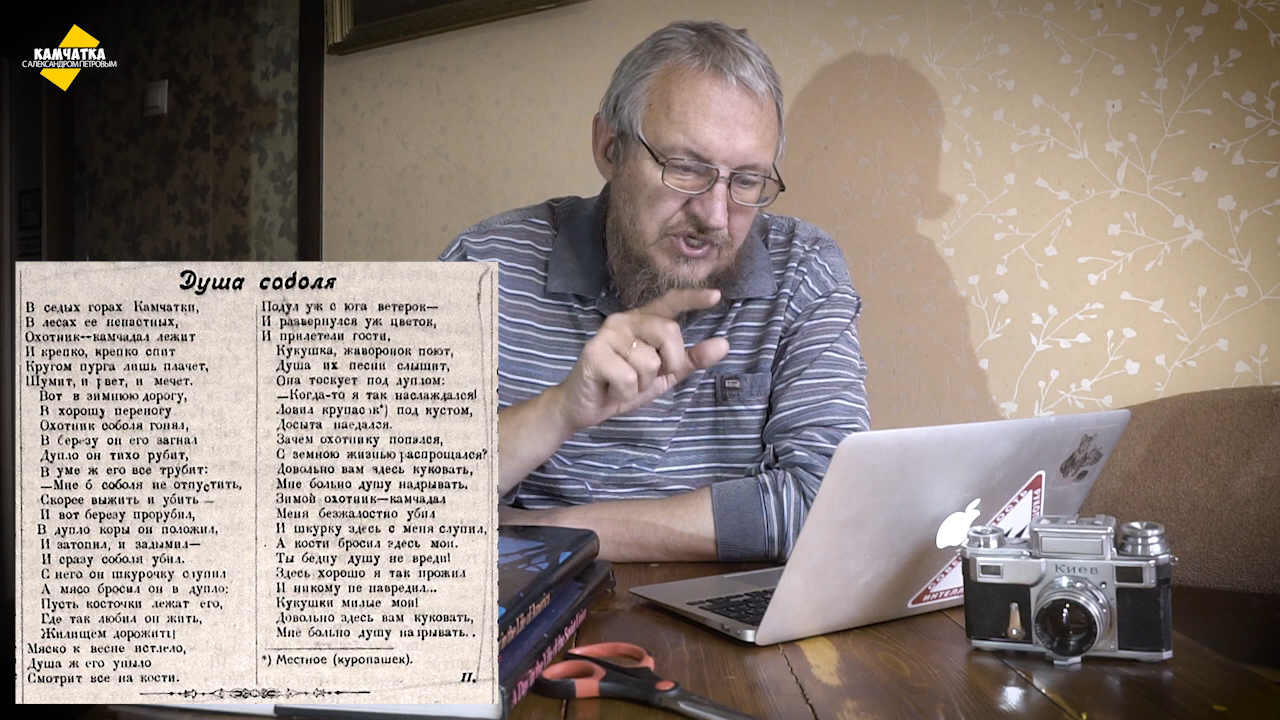 КАМЧАТКА
С АЛЕКСАНДРОМ ПЕТРОВЫМ
Душа соболя
В седых горах Камчатки,
В лесах ее ненастных,
Охотник—камчадал лежит
И крепко, крепко спит
Кругом пурга лишь плачет,
Шумит, и рвет, и мечет.
Вот в зимнюю дорогу,
В хорошу переногу
Охотник соболя гонял,
В березу он его загнал
Дупло он тихо рубит,
В уме ж его все трубит:
—Мне б соболя не отпустить,
Скорее выжить и убить—
И вот березу прорубил,
В дупло коры он положил,
И затопил, и задымил—
И сразу соболя убил.
С него он шкурочку слупил
А мясо бросил он в дупло:
Пусть косточки лежат его,
Где так любил он жить,
Жилищем дорожить
Мяско к весне истлело,
Душа ж его уныло
Смотрит все на кости.
Подул уж с юга ветерок—
И развернулся уж цветок,
И прилетели гости,
Кукушка, жаворонок поют,
Душа их песни слышит,
Она тоскует под дуплом:
—Когда-то я так наслаждался!
Ловил крупасок*) под кустом,
Досыта наедался.
Зачем охотнику попался,
С земною жизнью распрощался?
Довольно вам здесь куковать,
Мне больно душу надрывать,
Зимой охотник—камчадал
Меня безжалостно убил
И шкурку здесь с меня слупил,
А кости бросил здесь мои.
Ты бедну душу не вреди!
Здесь хорошо я так прожил
И никому не навредил...
Кукушки милые мои!
Довольно здесь вам куковать,
Мне больно душу надрывать..
*) Местное (куропашек).
П.
Киев